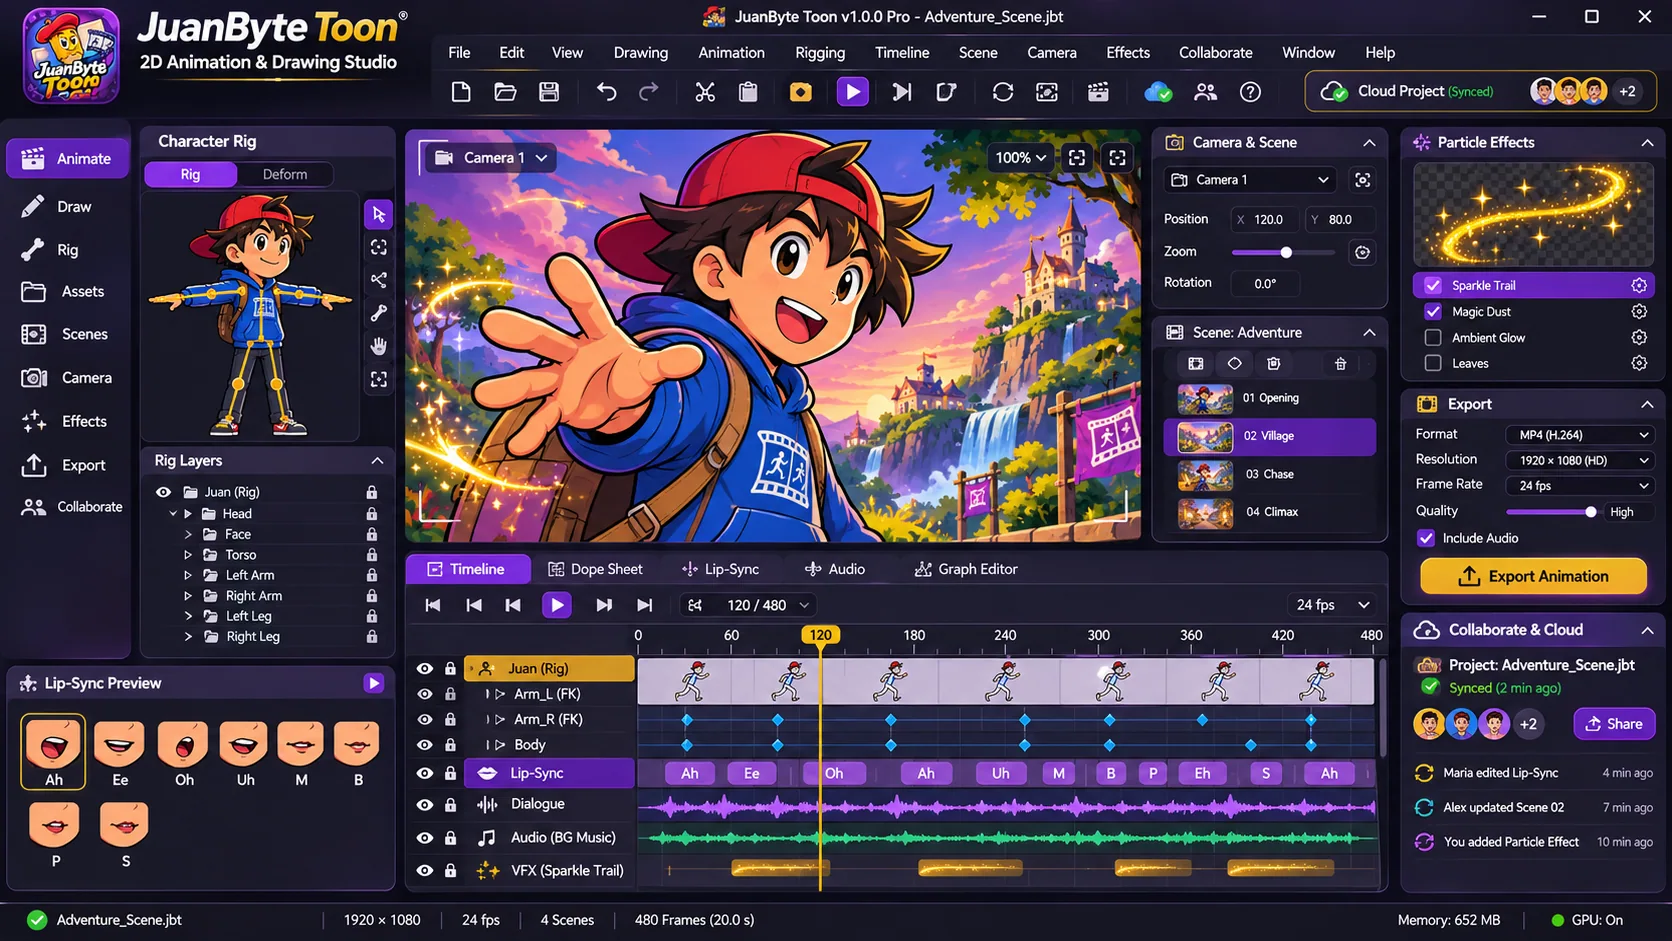 JuanByte Toon®
2D Animation & Drawing Studio
JuanByte
Toon
JuanByte Toon v1.0.0 Pro - Adventure_Scene.jbt
File Edit View Drawing Animation Rigging Timeline Scene Camera Effects Collaborate Window Help
Cloud Project (Synced) +2
Animate
Draw
Rig
Assets
Scenes
Camera
Effects
Export
Collaborate
Character Rig
Rig Deform
Rig Layers
Juan (Rig)
Head
Face
Torso
Left Arm
Right Arm
Left Leg
Right Leg
Lip-Sync Preview
Ah Ee Oh Uh M B
P S
Camera 1
100%
Camera & Scene
Camera 1
Position X 120.0 Y 80.0
Zoom
Rotation 0.0°
Scene: Adventure
01 Opening
02 Village
03 Chase
04 Climax
Timeline Dope Sheet Lip-Sync Audio Graph Editor
120 / 480 24 fps
0 60 120 180 240 300 360 420 480
Juan (Rig)
Arm_L (FK)
Arm_R (FK)
Body
Lip-Sync Ah Ee Oh Ah Uh M B P Eh S Ah
Dialogue
Audio (BG Music)
VFX (Sparkle Trail)
Particle Effects
Sparkle Trail
Magic Dust
Ambient Glow
Leaves
Export
Format MP4 (H.264)
Resolution 1920 × 1080 (HD)
Frame Rate 24 fps
Quality High
Include Audio
Export Animation
Collaborate & Cloud
Project: Adventure_Scene.jbt
Synced (2 min ago)
+2 Share
Maria edited Lip-Sync 4 min ago
Alex updated Scene 02 7 min ago
You added Particle Effect 10 min ago
Adventure_Scene.jbt 1920 × 1080 24 fps 4 Scenes 480 Frames (20.0 s) Memory: 652 MB GPU: On